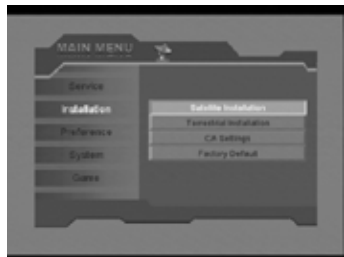 MAIN MENU
Service
Installation
Preference
System
Game
Satellite Installation
Terrestrial Installation
CA Settings
Factory Default